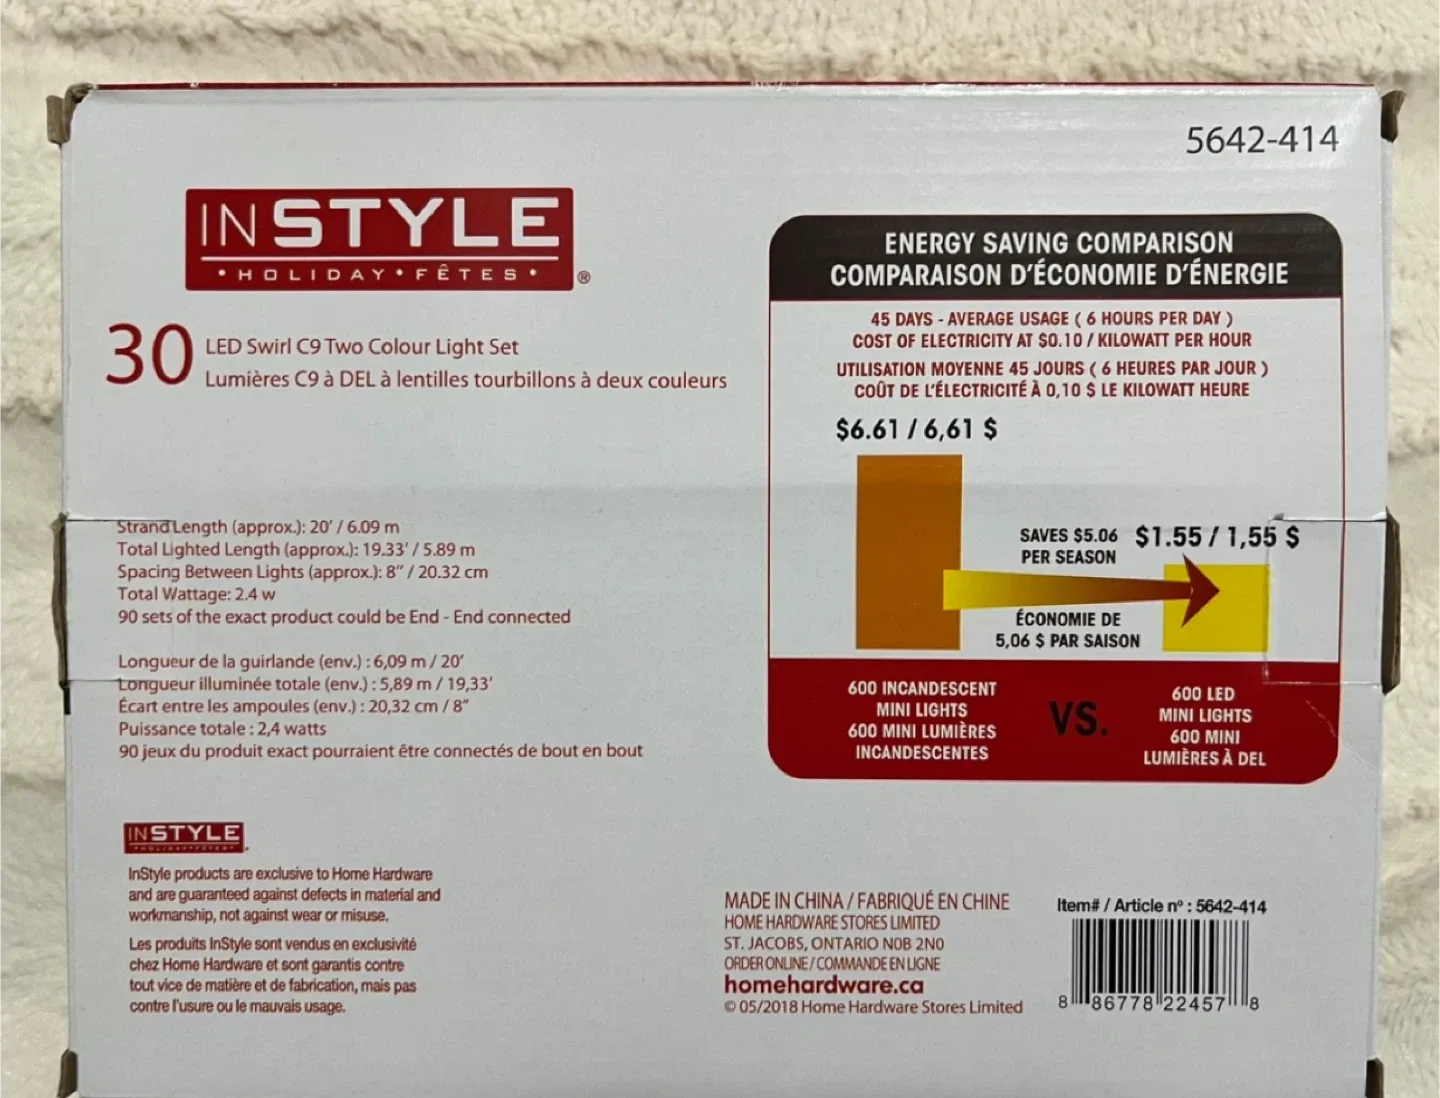 5642-414
INSTYLE
• HOLIDAY • FÊTES •
®
30
LED Swirl C9 Two Colour Light Set
Lumières C9 à DEL à lentilles tourbillons à deux couleurs
Strand Length (approx.): 20' / 6.09 m
Total Lighted Length (approx.): 19.33' / 5.89 m
Spacing Between Lights (approx.): 8" / 20.32 cm
Total Wattage: 2.4 w
90 sets of the exact product could be End - End connected
Longueur de la guirlande (env.) : 6,09 m / 20'
Longueur illuminée totale (env.) : 5,89 m / 19,33'
Écart entre les ampoules (env.) : 20,32 cm / 8"
Puissance totale : 2,4 watts
90 jeux du produit exact pourraient être connectés de bout en bout
ENERGY SAVING COMPARISON
COMPARAISON D'ÉCONOMIE D'ÉNERGIE
45 DAYS - AVERAGE USAGE ( 6 HOURS PER DAY )
COST OF ELECTRICITY AT $0.10 / KILOWATT PER HOUR
UTILISATION MOYENNE 45 JOURS ( 6 HEURES PAR JOUR )
COÛT DE L'ÉLECTRICITÉ À 0,10 $ LE KILOWATT HEURE
$6.61 / 6,61 $
SAVES $5.06
PER SEASON
$1.55 / 1,55 $
ÉCONOMIE DE
5,06 $ PAR SAISON
600 INCANDESCENT
MINI LIGHTS
600 MINI LUMIÈRES
INCANDESCENTES
VS.
600 LED
MINI LIGHTS
600 MINI
LUMIÈRES À DEL
INSTYLE
•HOLIDAY•FÊTES•
InStyle products are exclusive to Home Hardware
and are guaranteed against defects in material and
workmanship, not against wear or misuse.
Les produits InStyle sont vendus en exclusivité
chez Home Hardware et sont garantis contre
tout vice de matière et de fabrication, mais pas
contre l'usure ou le mauvais usage.
MADE IN CHINA / FABRIQUÉ EN CHINE
HOME HARDWARE STORES LIMITED
ST. JACOBS, ONTARIO N0B 2N0
ORDER ONLINE / COMMANDE EN LIGNE
homehardware.ca
© 05/2018 Home Hardware Stores Limited
Item# / Article nº : 5642-414
8 86778 22457 8